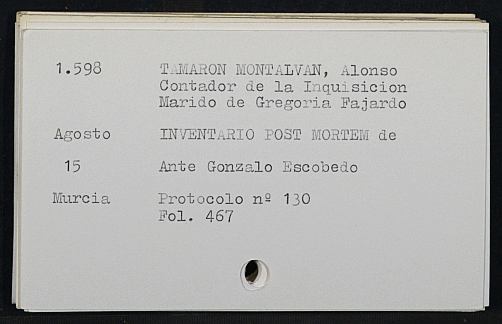 1.598 TAMARON MONTALVAN, Alonso
Contador de la Inquisicion
Marido de Gregoria Fajardo
Agosto INVENTARIO POST MORTEM de
15 Ante Gonzalo Escobedo
Murcia Protocolo nº 130
Fol. 467